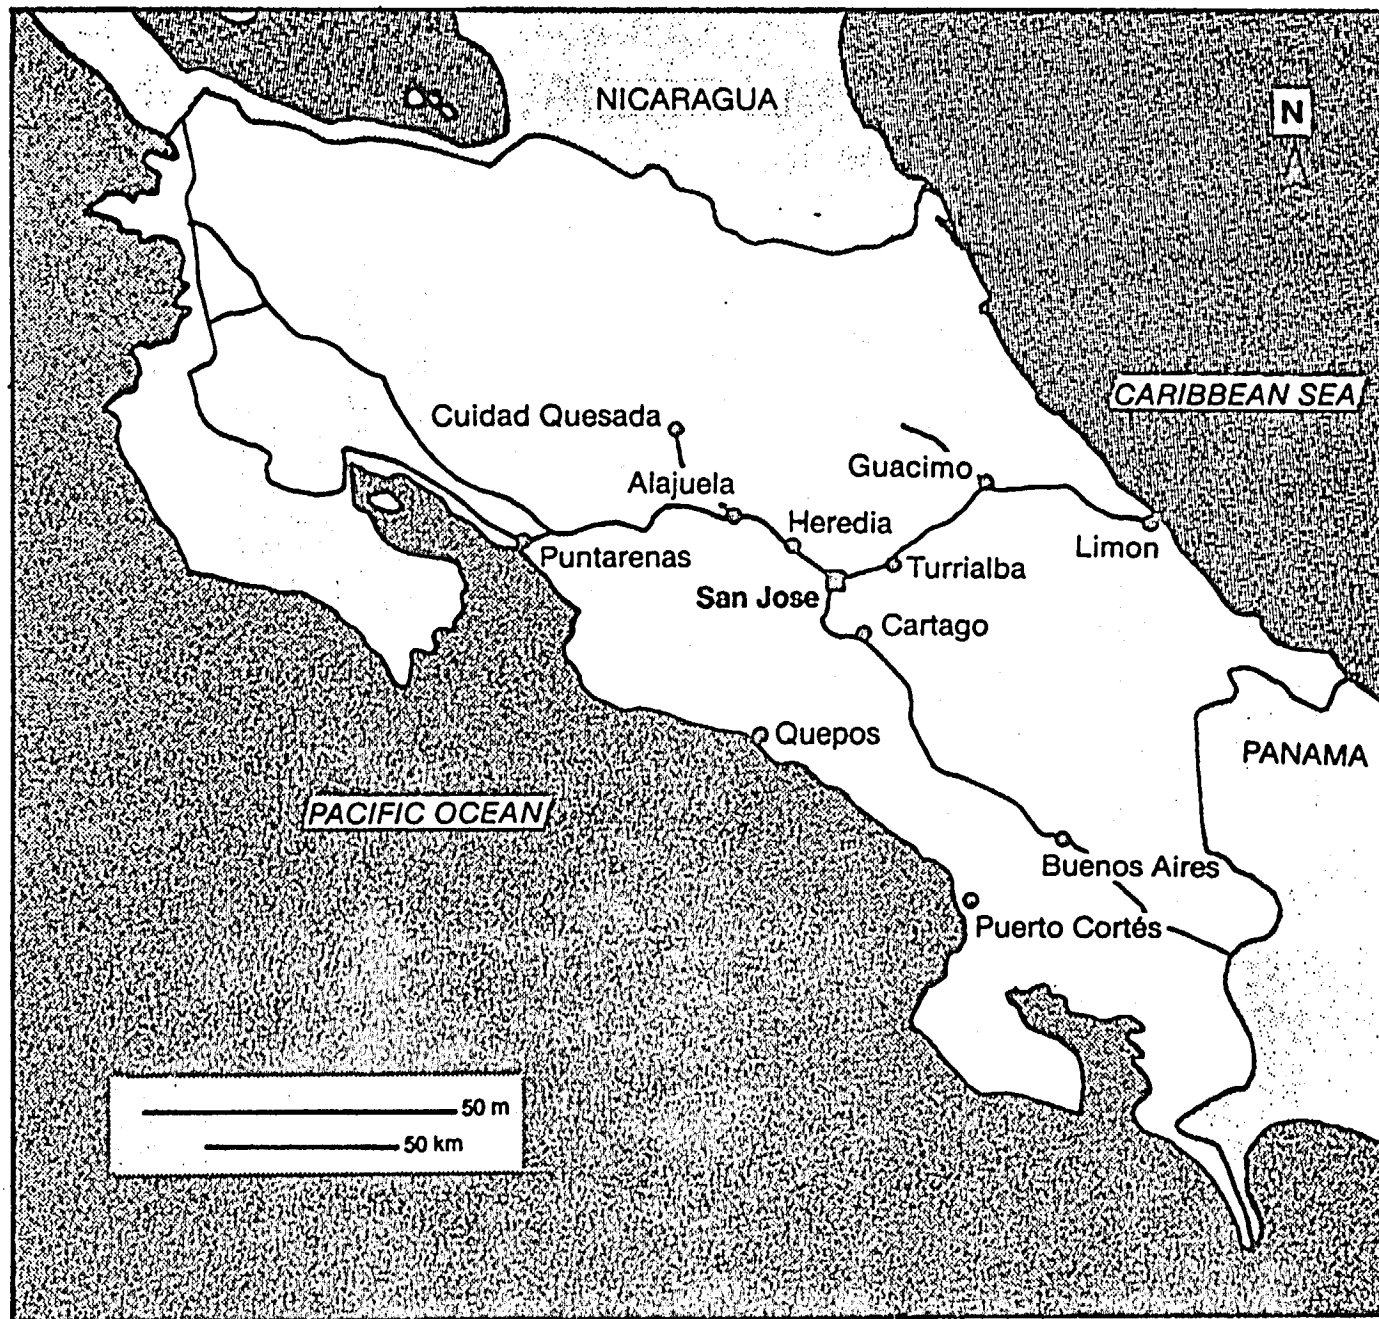 NICARAGUA
N
CARIBBEAN SEA
Cuidad Quesada
Guacimo
Alajuela
Heredia
Limon
Puntarenas
Turrialba
San Jose
Cartago
Quepos
PANAMA
PACIFIC OCEAN
Buenos Aires
Puerto Cortés
50 m
50 km